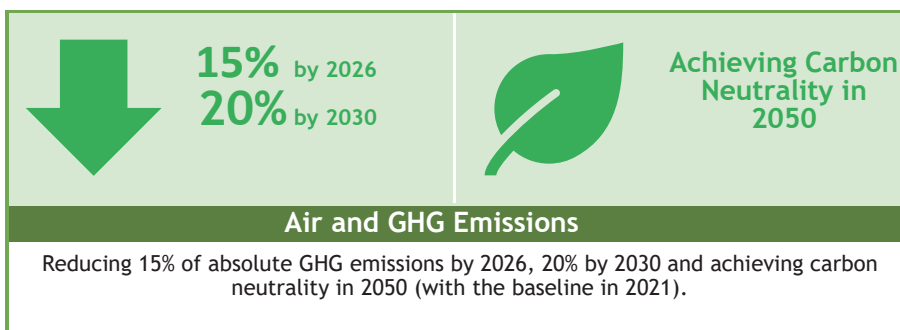 15% by 2026
20% by 2030
Achieving Carbon
Neutrality in
2050
Air and GHG Emissions
Reducing 15% of absolute GHG emissions by 2026, 20% by 2030 and achieving carbon
neutrality in 2050 (with the baseline in 2021).